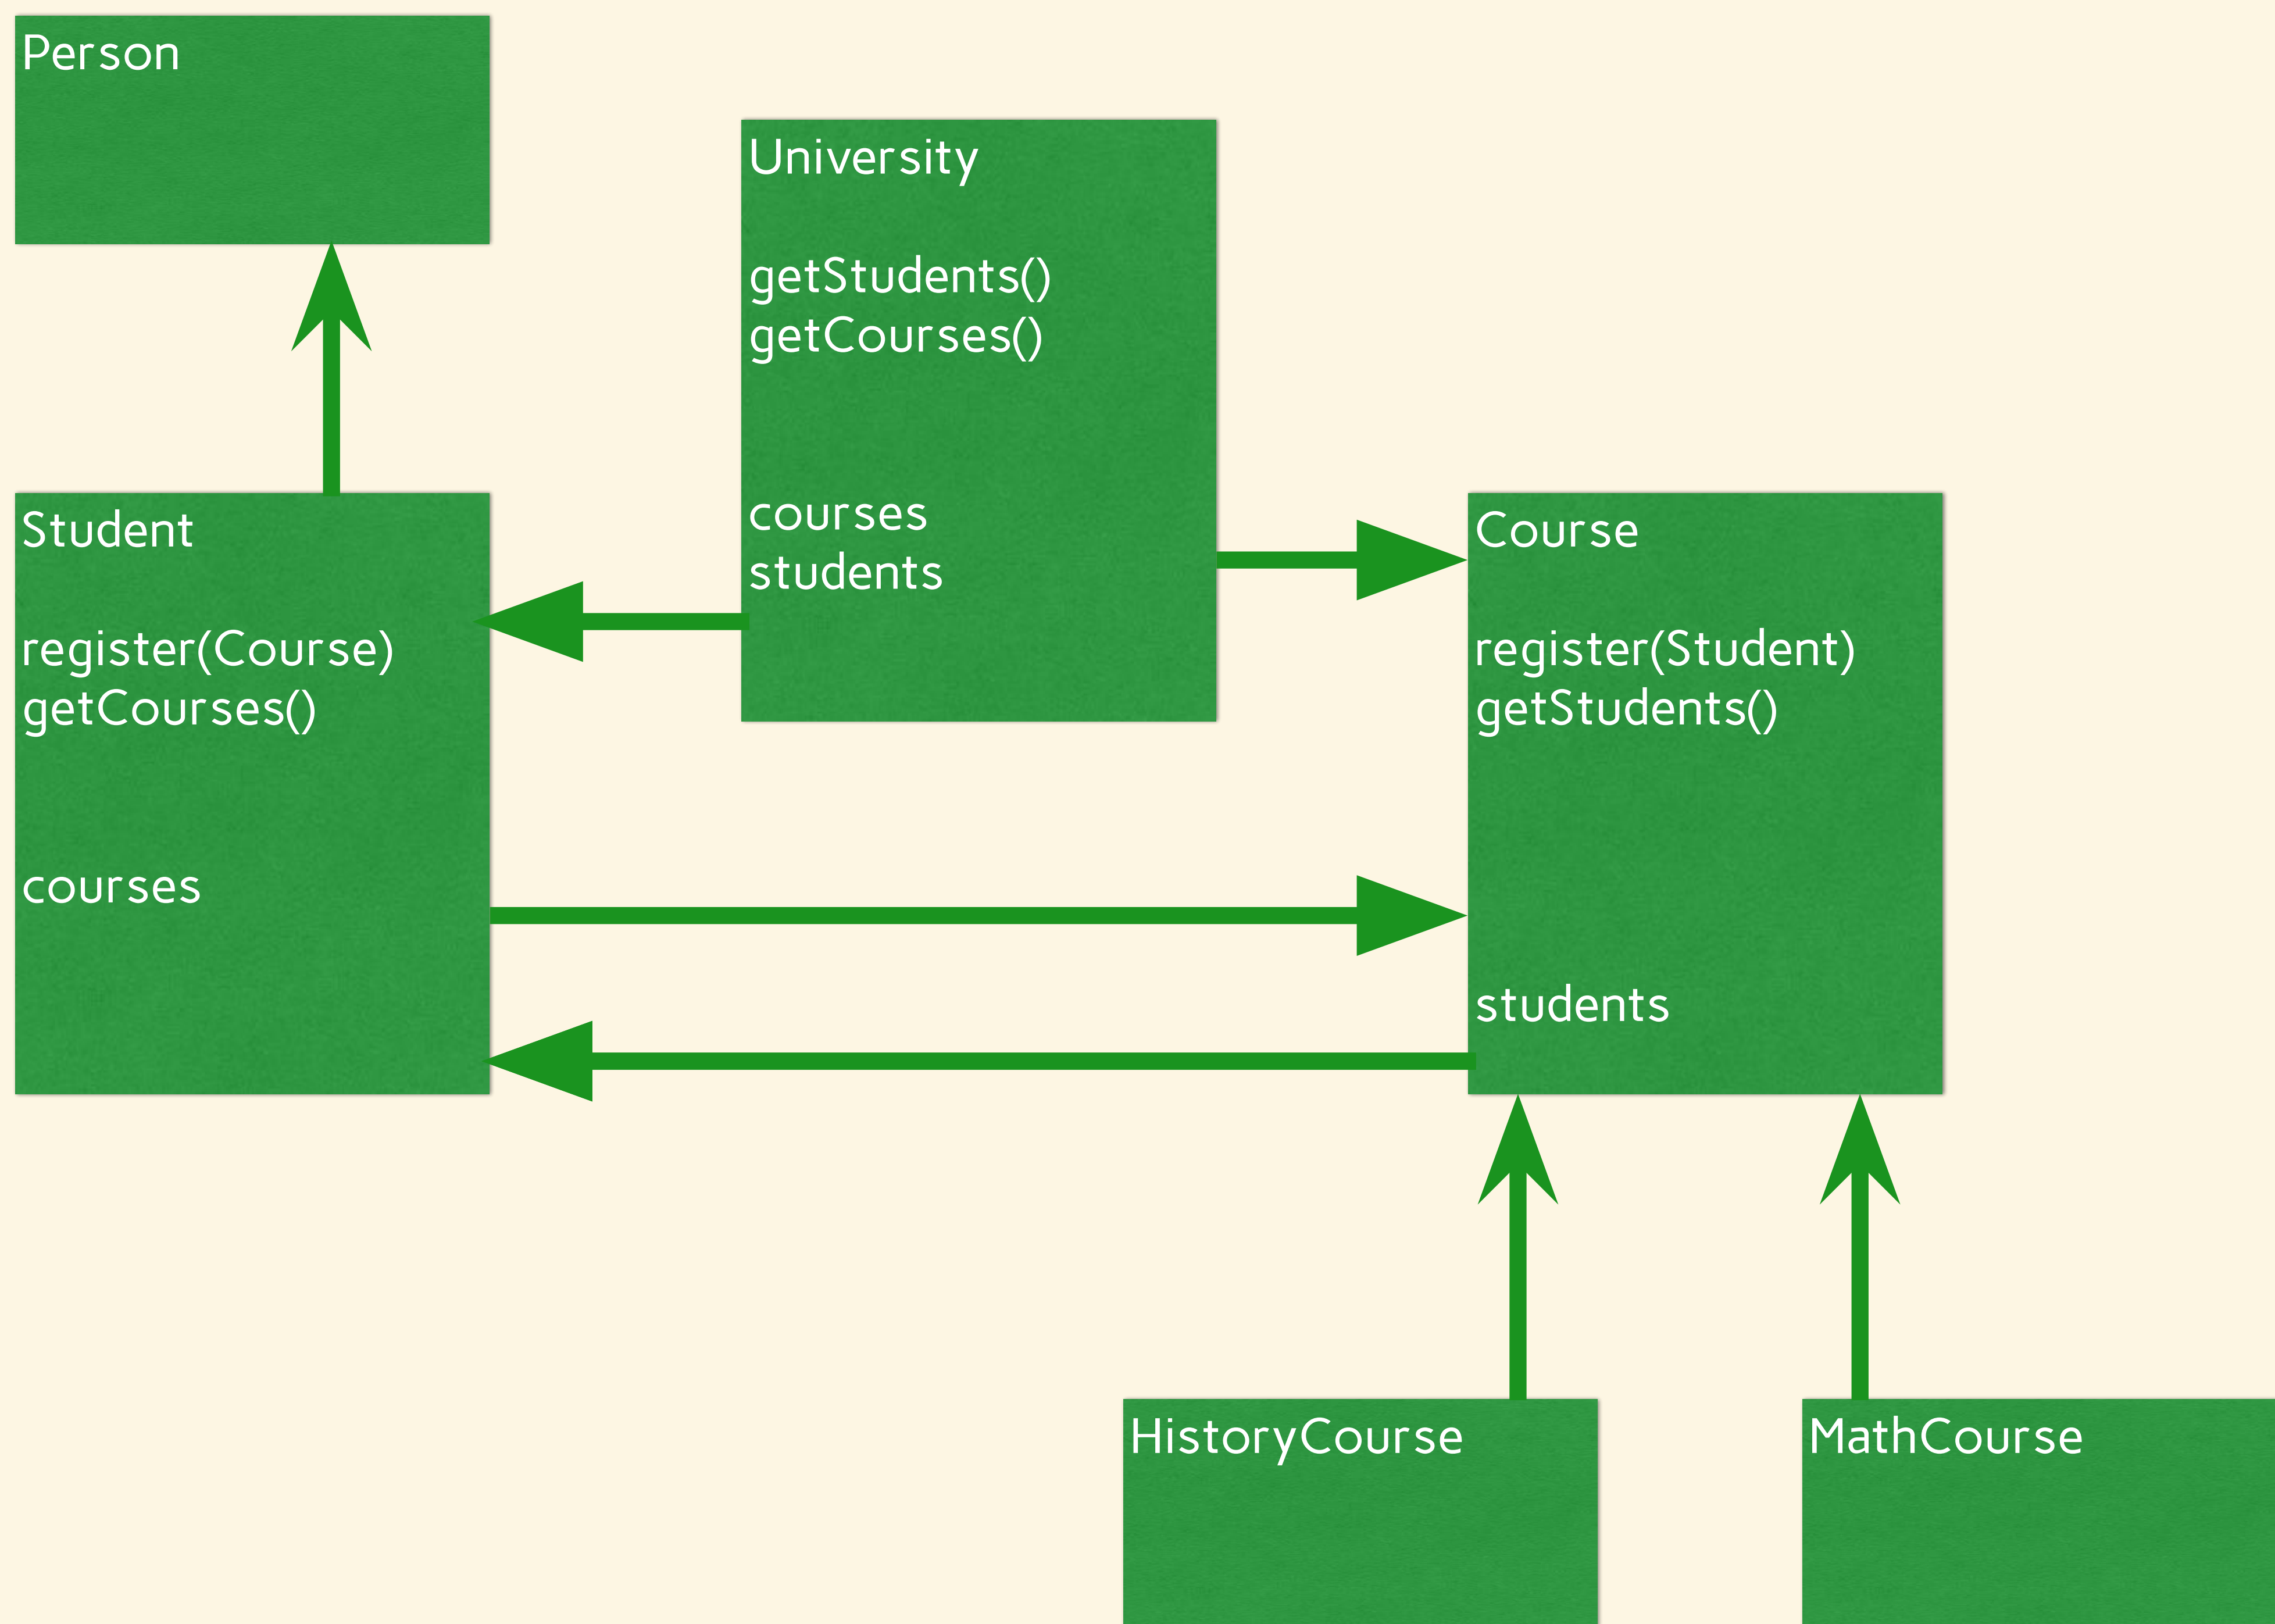 Person
University
getStudents()
getCourses()
courses
students
Student
register(Course)
getCourses()
courses
Course
register(Student)
getStudents()
students
HistoryCourse
MathCourse